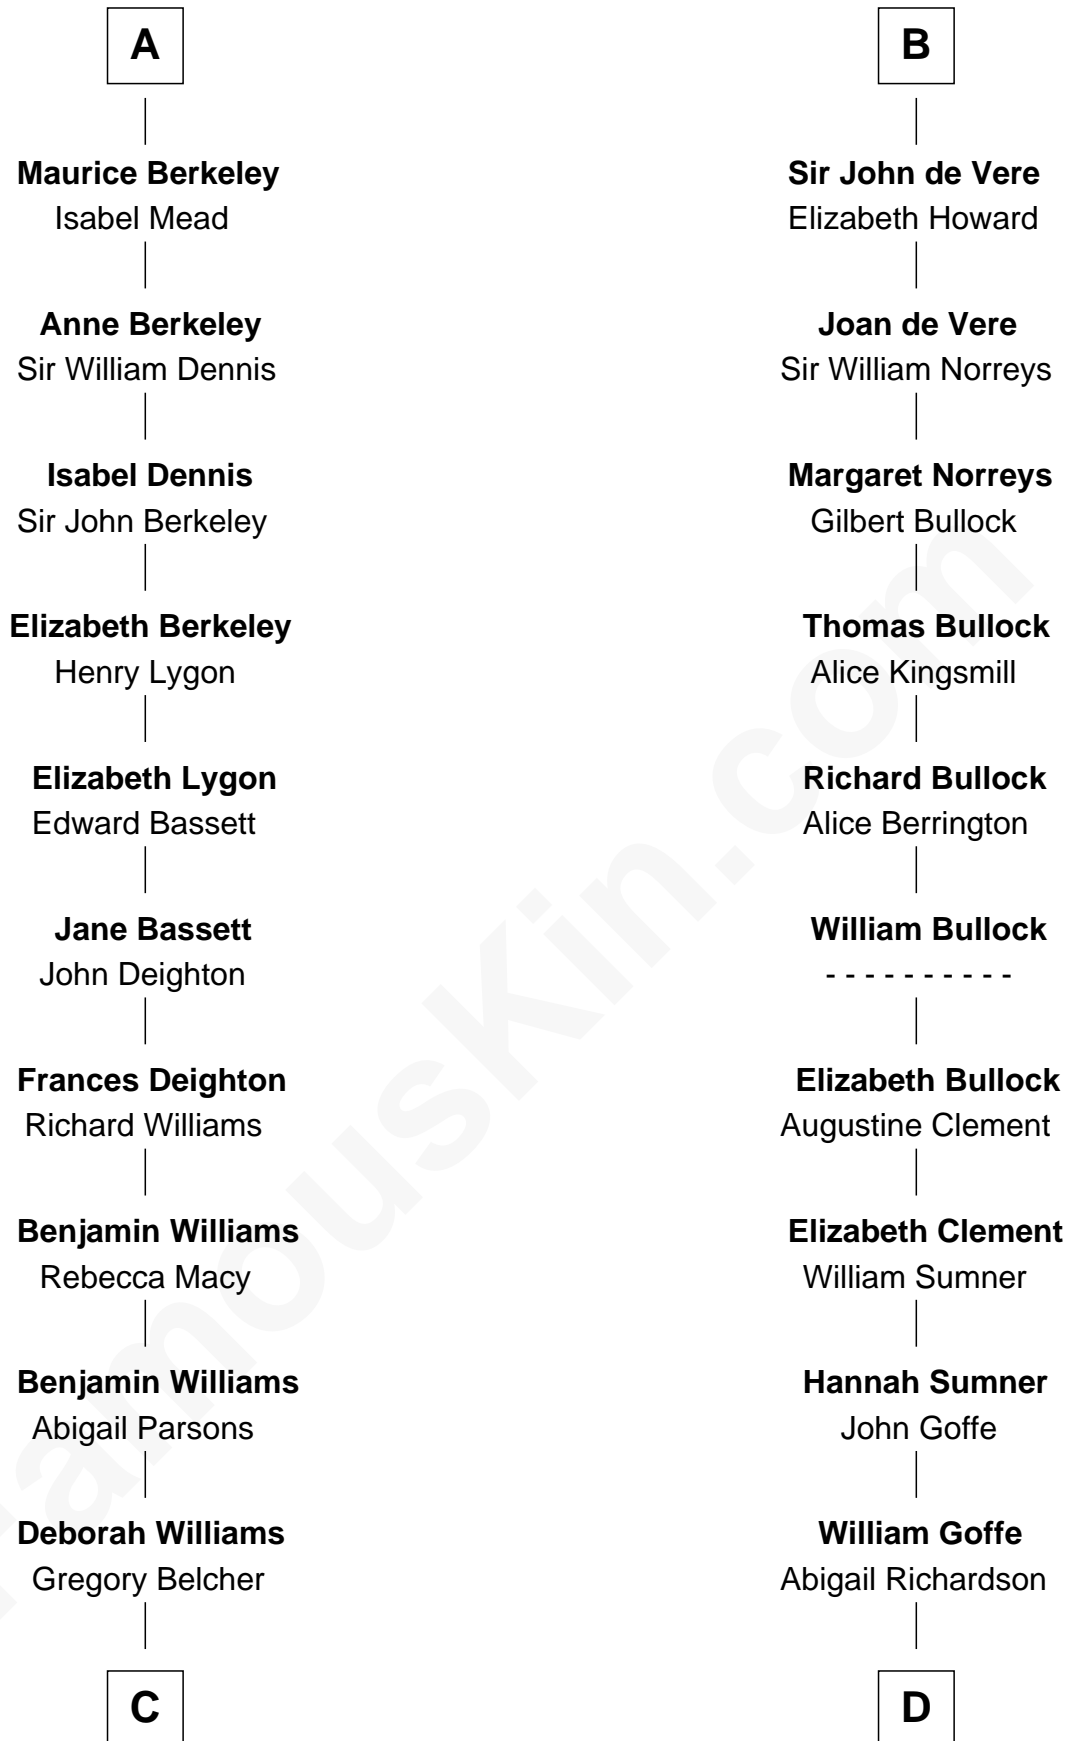 A
Maurice Berkeley
Isabel Mead
Anne Berkeley
Sir William Dennis
Isabel Dennis
Sir John Berkeley
Elizabeth Berkeley
Henry Lygon
Elizabeth Lygon
Edward Bassett
Jane Bassett
John Deighton
Frances Deighton
Richard Williams
Benjamin Williams
Rebecca Macy
Benjamin Williams
Abigail Parsons
Deborah Williams
Gregory Belcher
C
B
Sir John de Vere
Elizabeth Howard
Joan de Vere
Sir William Norreys
Margaret Norreys
Gilbert Bullock
Thomas Bullock
Alice Kingsmill
Richard Bullock
Alice Berrington
William Bullock
- - - - - - - - - -
Elizabeth Bullock
Augustine Clement
Elizabeth Clement
William Sumner
Hannah Sumner
John Goffe
William Goffe
Abigail Richardson
D
FamousKin.com